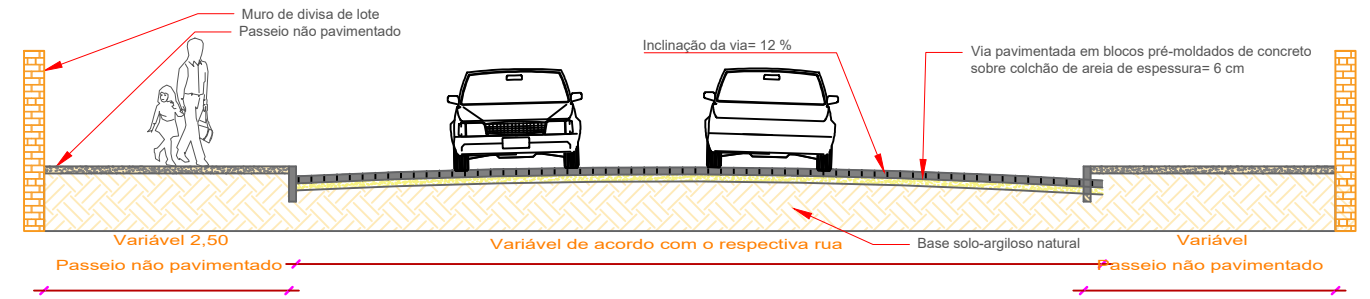 Muro de divisa de lote
Passeio não pavimentado
Inclinação da via= 12 %
Via pavimentada em blocos pré-moldados de concreto
sobre colchão de areia de espessura= 6 cm
Variável 2,50
Passeio não pavimentado
Variável de acordo com o respectiva rua
Base solo-argiloso natural
Variável
Passeio não pavimentado